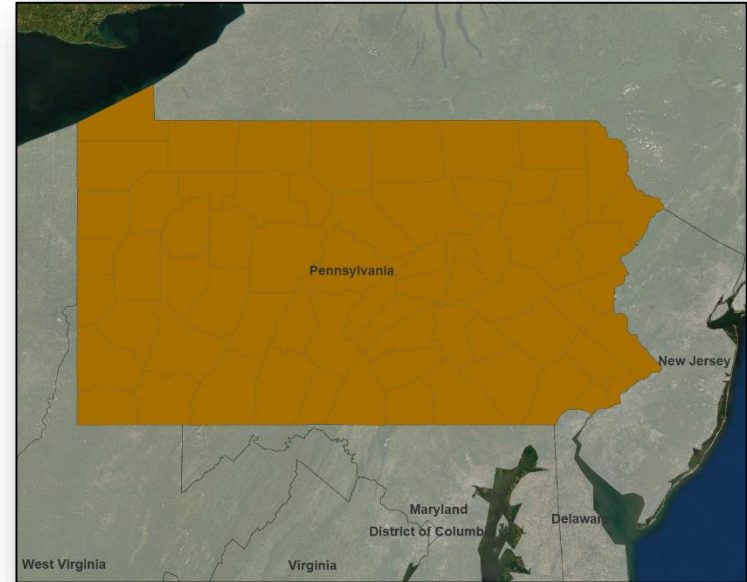 Pennsylvania
New Jersey
Maryland
District of Columb
Delaware
West Virginia
Virginia